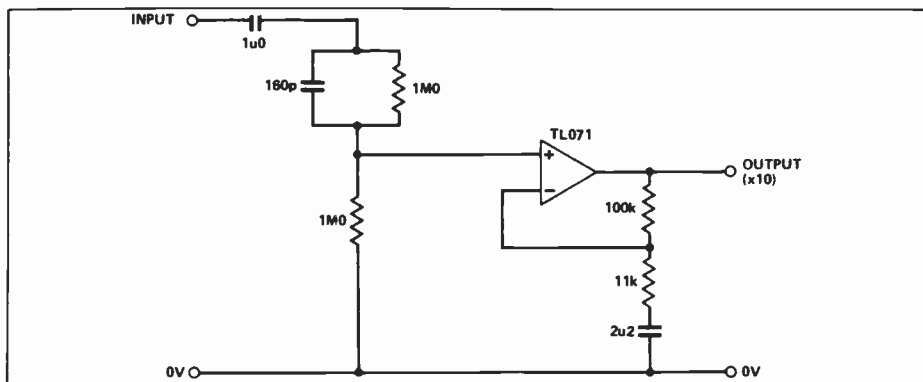 INPUT
1u0
160p
1M0
TL071
OUTPUT
(x10)
100k
1M0
11k
2u2
0V
0V